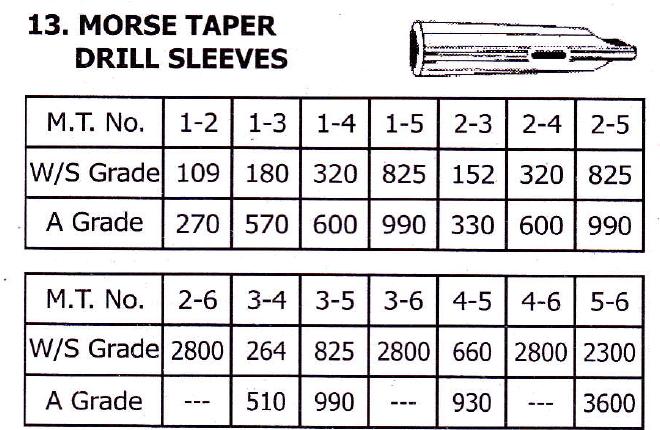 13. MORSE TAPER
DRILL SLEEVES
M.T. No. 1-2 1-3 1-4 1-5 2-3 2-4 2-5
W/S Grade 109 180 320 825 152 320 825
A Grade 270 570 600 990 330 600 990
M.T. No. 2-6 3-4 3-5 3-6 4-5 4-6 5-6
W/S Grade 2800 264 825 2800 660 2800 2300
A Grade --- 510 990 --- 930 --- 3600